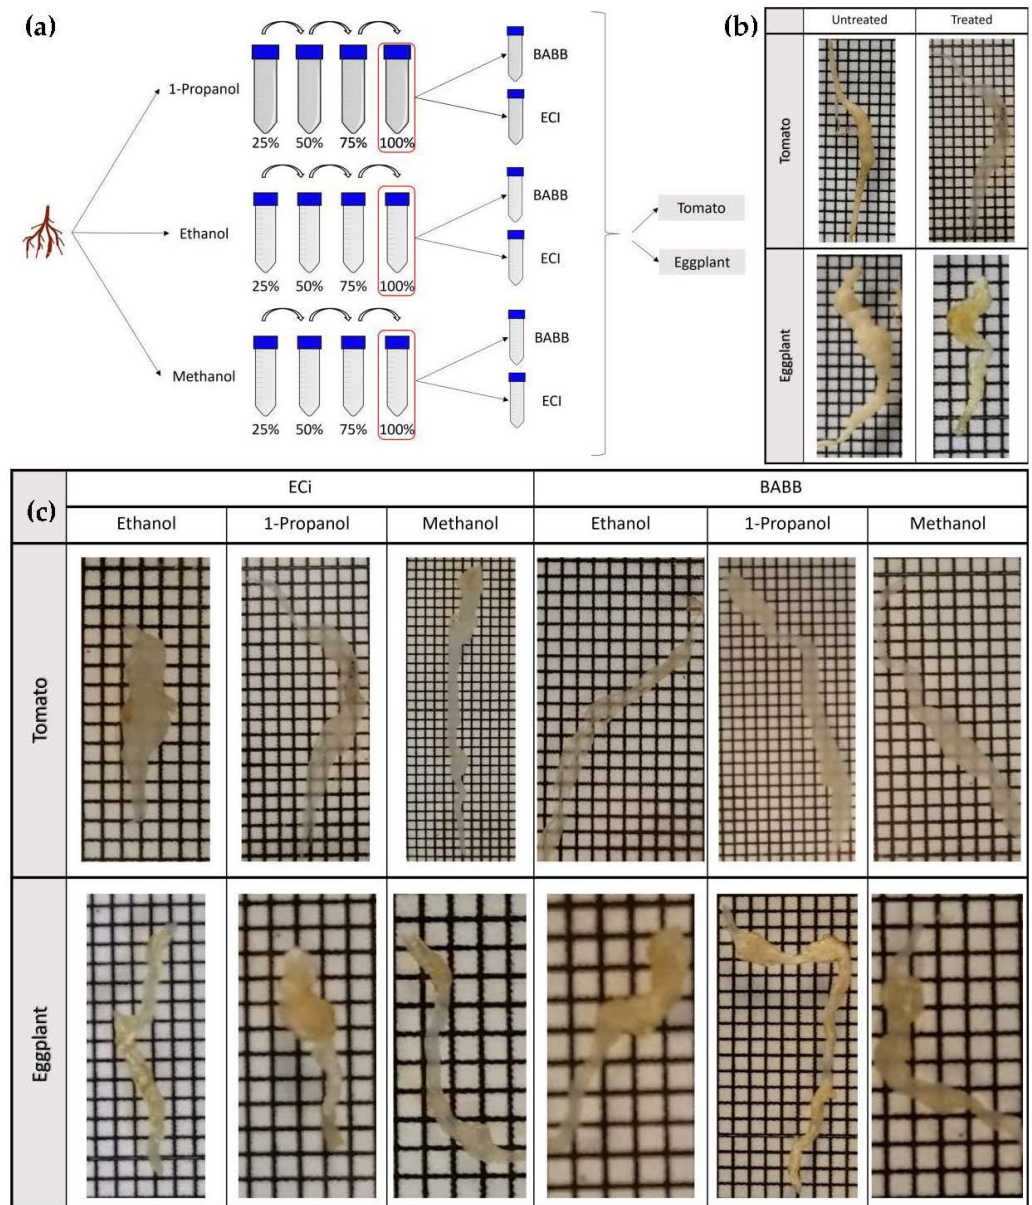 (a)
1-Propanol
25% 50% 75% 100%
BABB
ECI
Ethanol
25% 50% 75% 100%
BABB
ECI
Methanol
25% 50% 75% 100%
BABB
ECI
Tomato
Eggplant
(b)
Untreated Treated
Tomato
Eggplant
(c)
ECi BABB
Ethanol 1-Propanol Methanol Ethanol 1-Propanol Methanol
Tomato
Eggplant